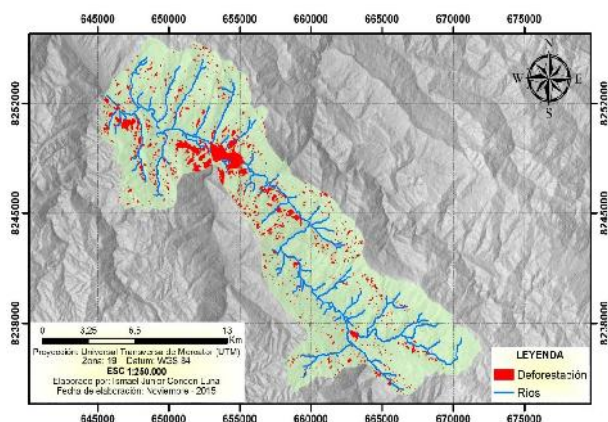 645000 650000 655000 660000 665000 670000 675000
N
W E
S
8252000 8252000
8245000 8245000
8238000 8238000
0 3.25 6.5 13
Km
Proyección: Universal Transversa de Mercator (UTM)
Zona: 19 Datum: WGS 84
ESC 1:250.000
Elaborado por: Ismael Junior Condori Luna
Fecha de elaboración: Noviembre - 2015
LEYENDA
Deforestación
Ríos
645000 650000 655000 660000 665000 670000 675000